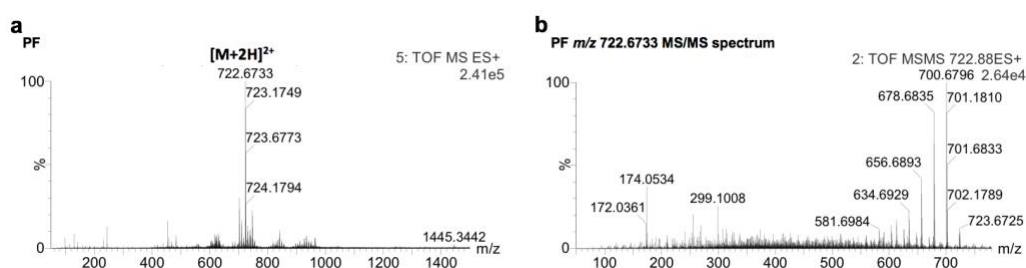 a
PF
[M+2H]2+
5: TOF MS ES+
2.41e5
722.6733
100
723.1749
723.6773
724.1794
%
1445.3442
0
m/z
200 400 600 800 1000 1200 1400
b
PF m/z 722.6733 MS/MS spectrum
2: TOF MSMS 722.88ES+
700.6796 2.64e4
100
678.6835 701.1810
701.6833
%
656.6893
174.0534
702.1789
634.6929
299.1008
172.0361
581.6984 723.6725
0
m/z
100 200 300 400 500 600 700